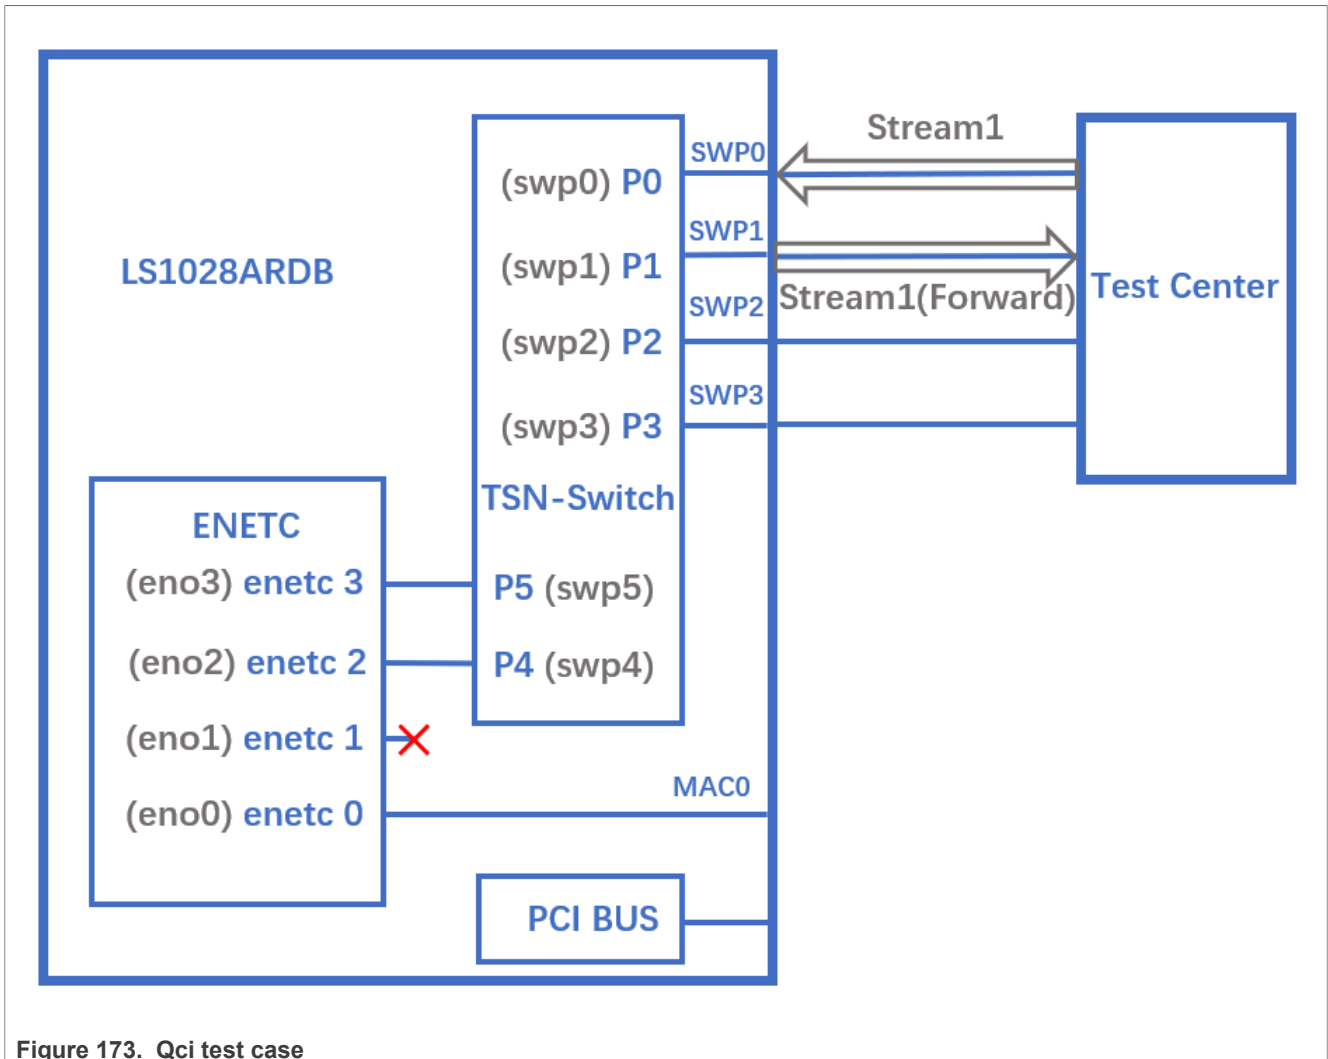 Stream1
SWP0
(swp0) P0
SWP1
(swp1) P1
LS1028ARDB
Test Center
Stream1(Forward)
SWP2
(swp2) P2
SWP3
(swp3) P3
TSN-Switch
ENETC
(eno3) enetc 3
P5 (swp5)
(eno2) enetc 2
P4 (swp4)
(eno1) enetc 1
MAC0
(eno0) enetc 0
PCI BUS
Figure 173. Qci test case